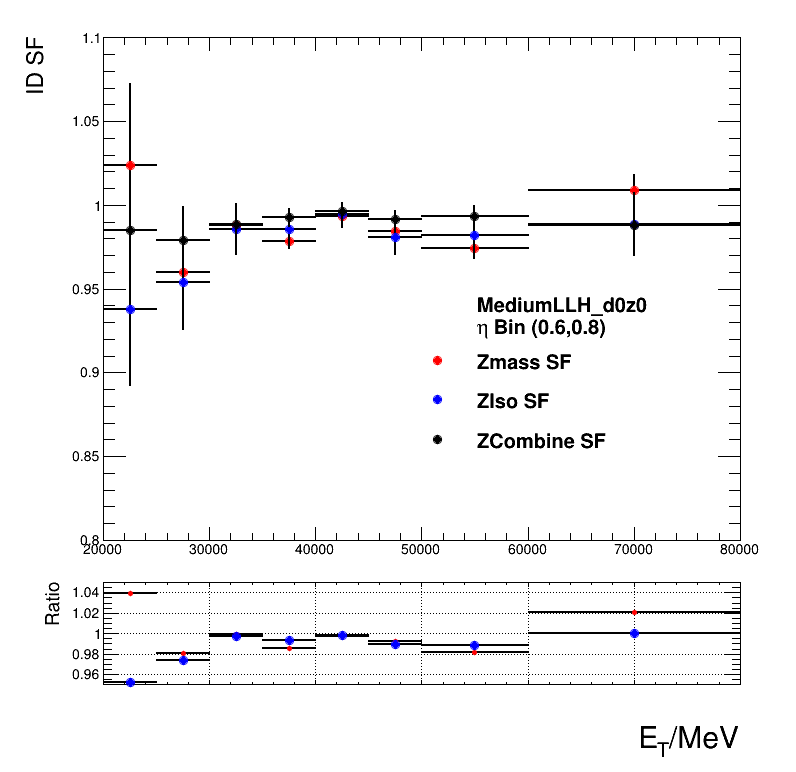 ID SF
1.1
1.05
1
0.95
0.9
0.85
0.8
MediumLLH_d0z0
η Bin (0.6,0.8)
Zmass SF
ZIso SF
ZCombine SF
20000 30000 40000 50000 60000 70000 80000
Ratio
1.04
1.02
1
0.98
0.96
E_T/MeV